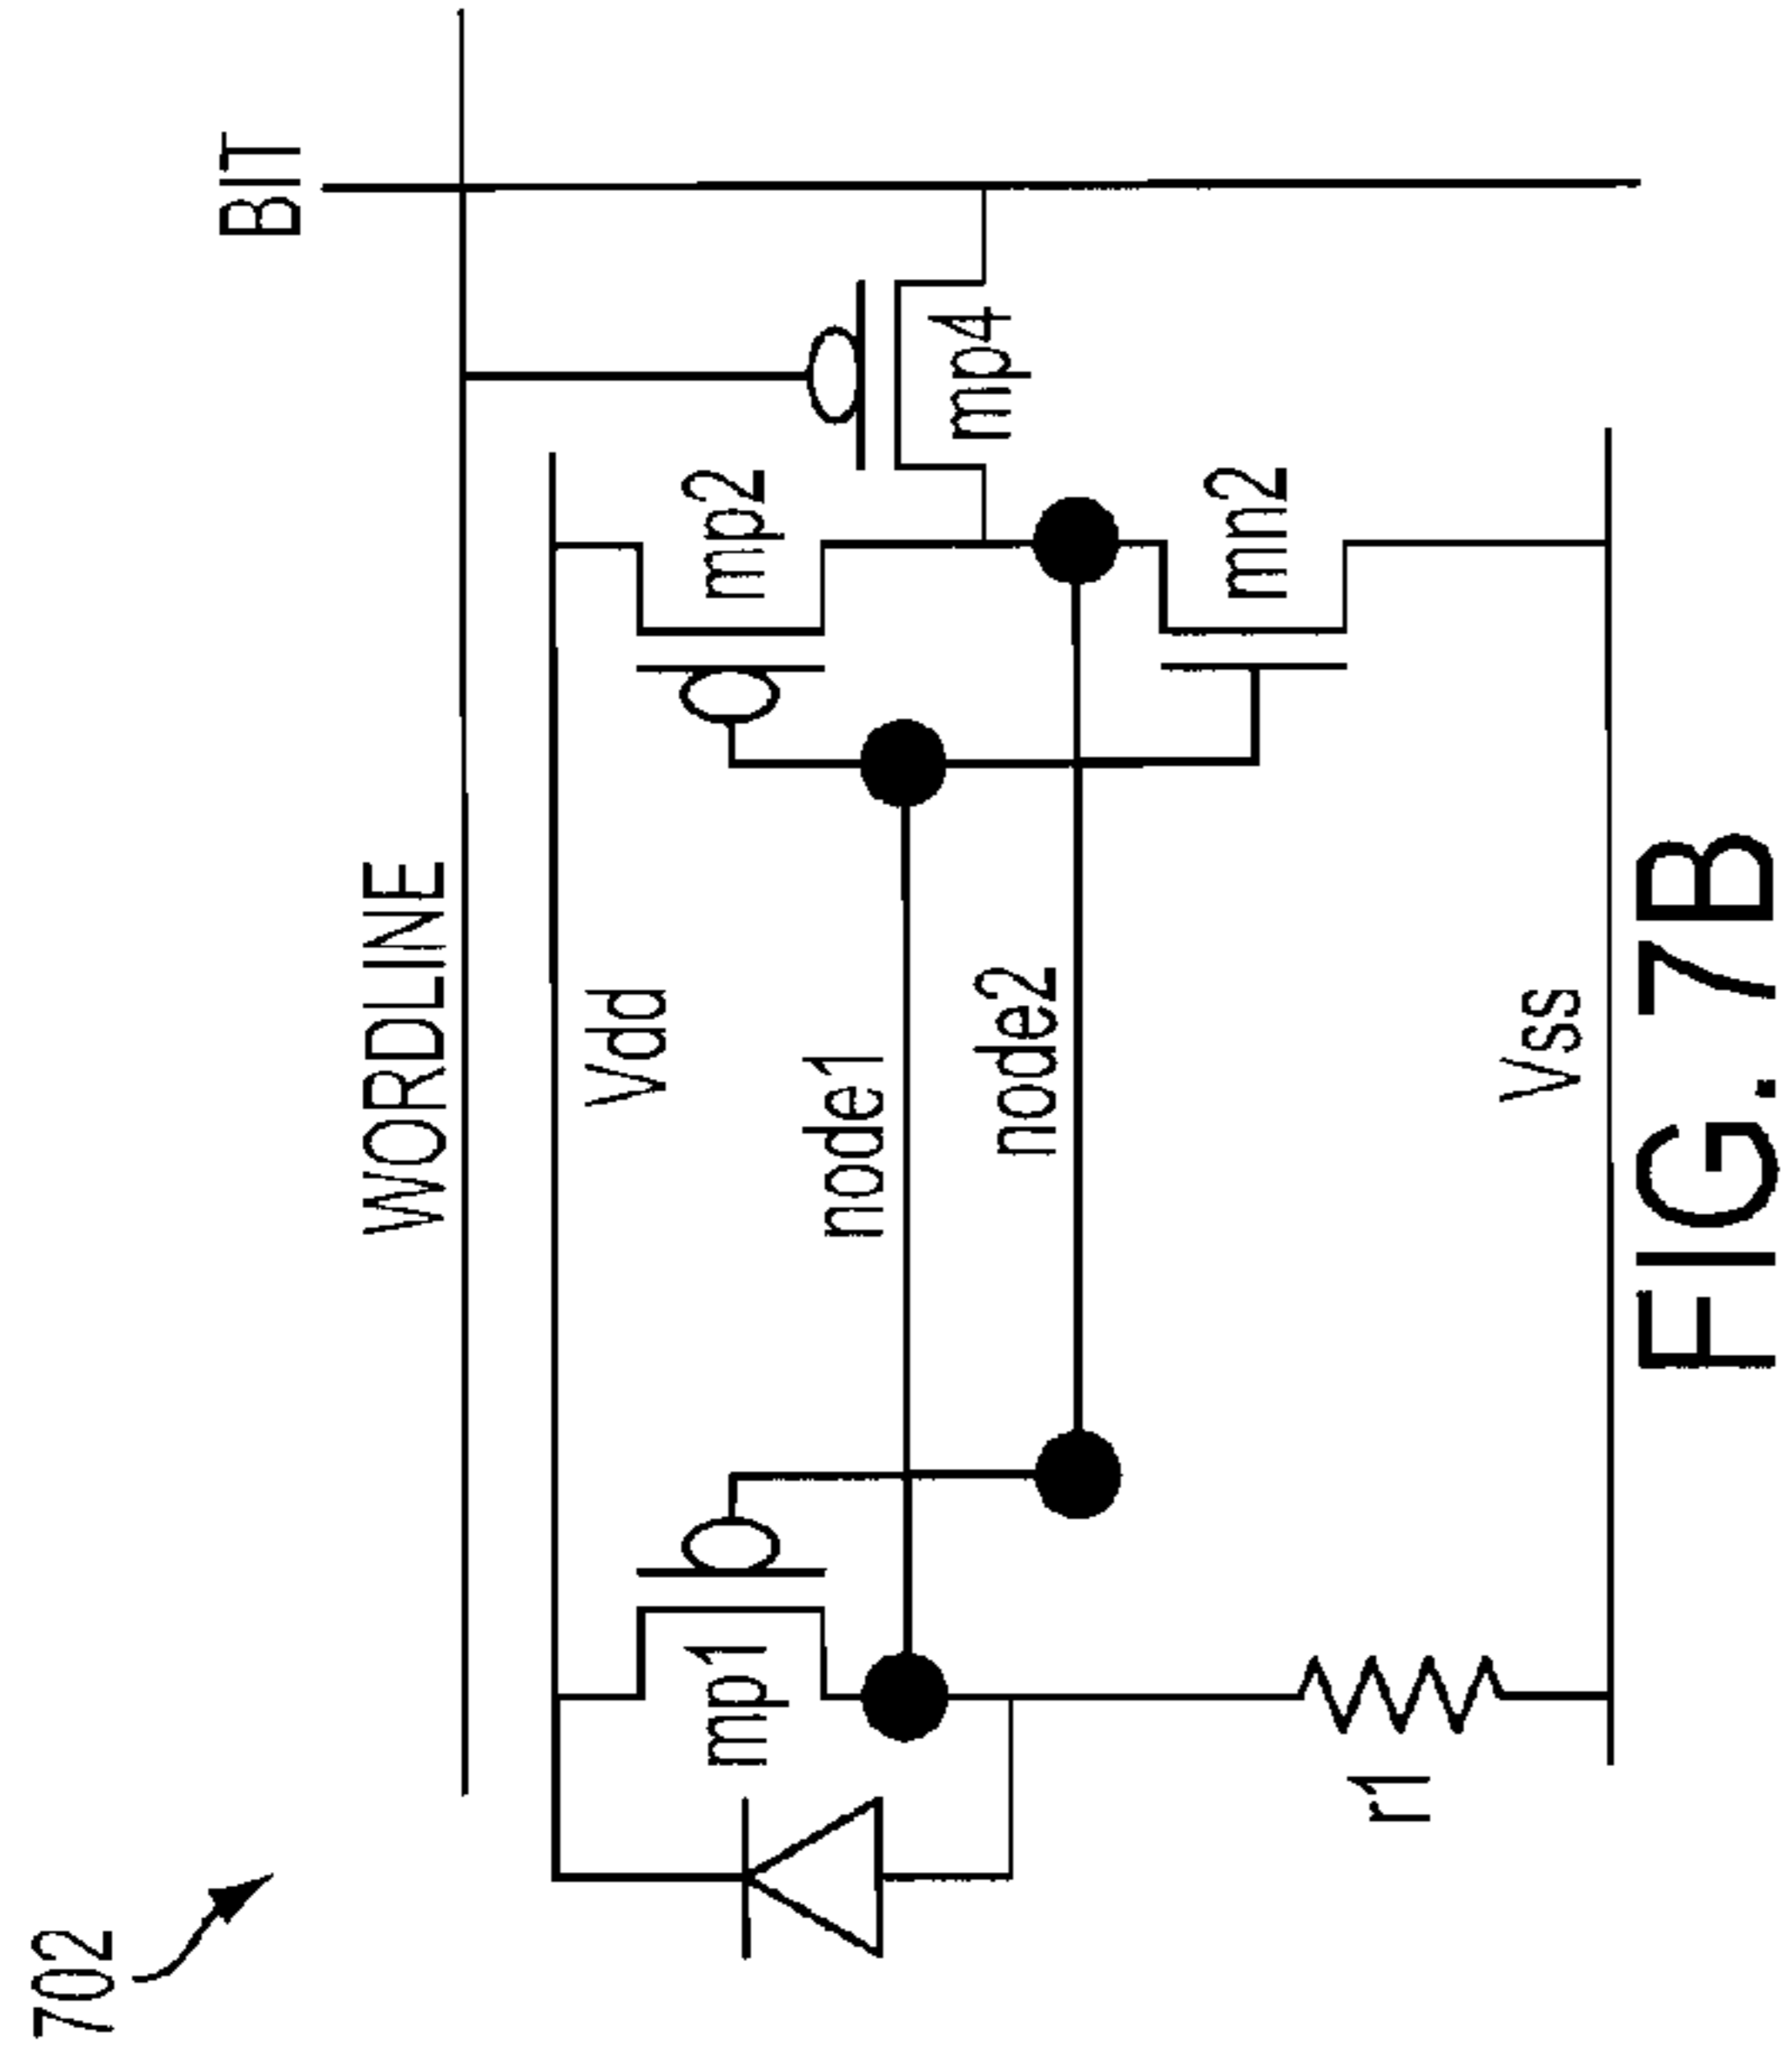 702
WORDLINE
BIT
Vdd
mp1
mp2
node1
mp4
node2
r1
mn2
Vss
FIG. 7B